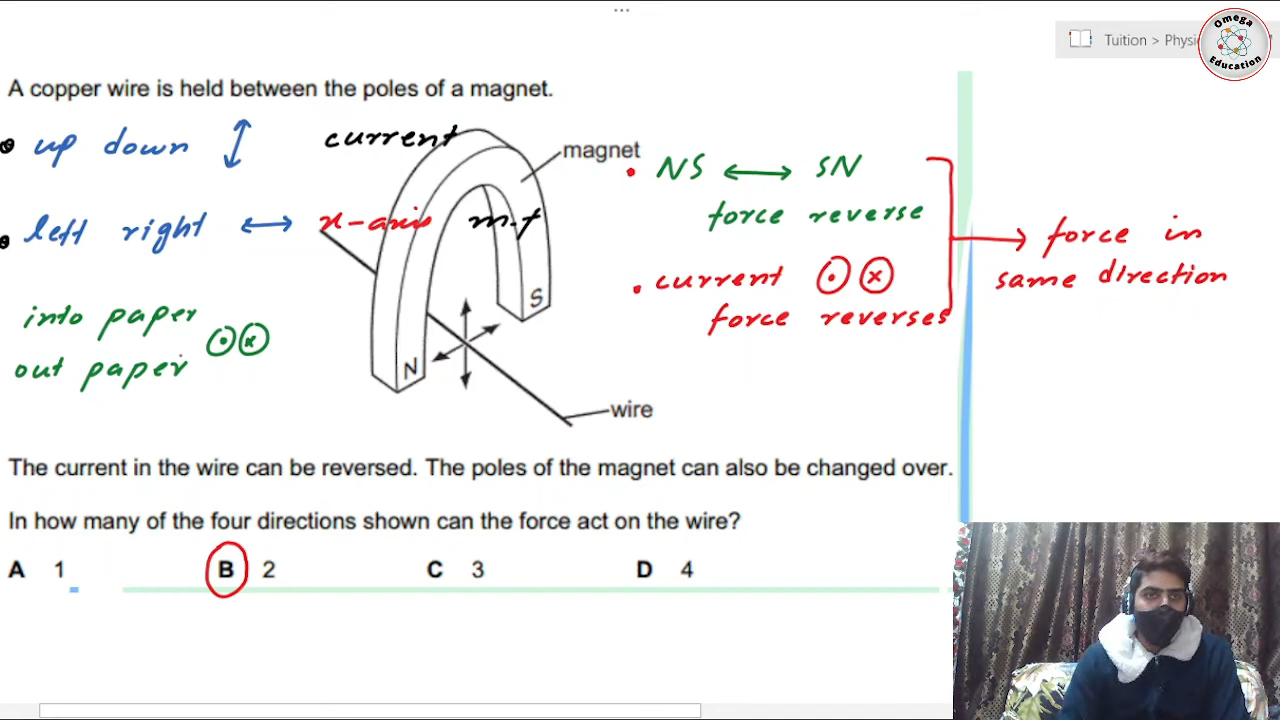 Tuition > Physi
Omega
Education
A copper wire is held between the poles of a magnet.
up down
current
magnet
NS ⟷ SN
force reverse
left right ⟷ x-axis
m.f
force in
same direction
current
force reverses
into paper
out paper
S
N
wire
The current in the wire can be reversed. The poles of the magnet can also be changed over.
In how many of the four directions shown can the force act on the wire?
A 1 B 2 C 3 D 4